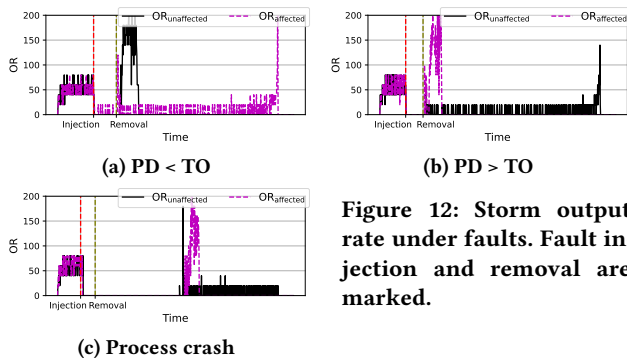 OR_unaffected OR_affected
200
150
100
50
0
OR
Injection Removal
Time
(a) PD < TO
OR_unaffected OR_affected
200
150
100
50
0
OR
Injection Removal
Time
(b) PD > TO
OR_unaffected OR_affected
200
150
100
50
0
OR
Injection Removal
Time
(c) Process crash
Figure 12: Storm output
rate under faults. Fault in
jection and removal are
marked.